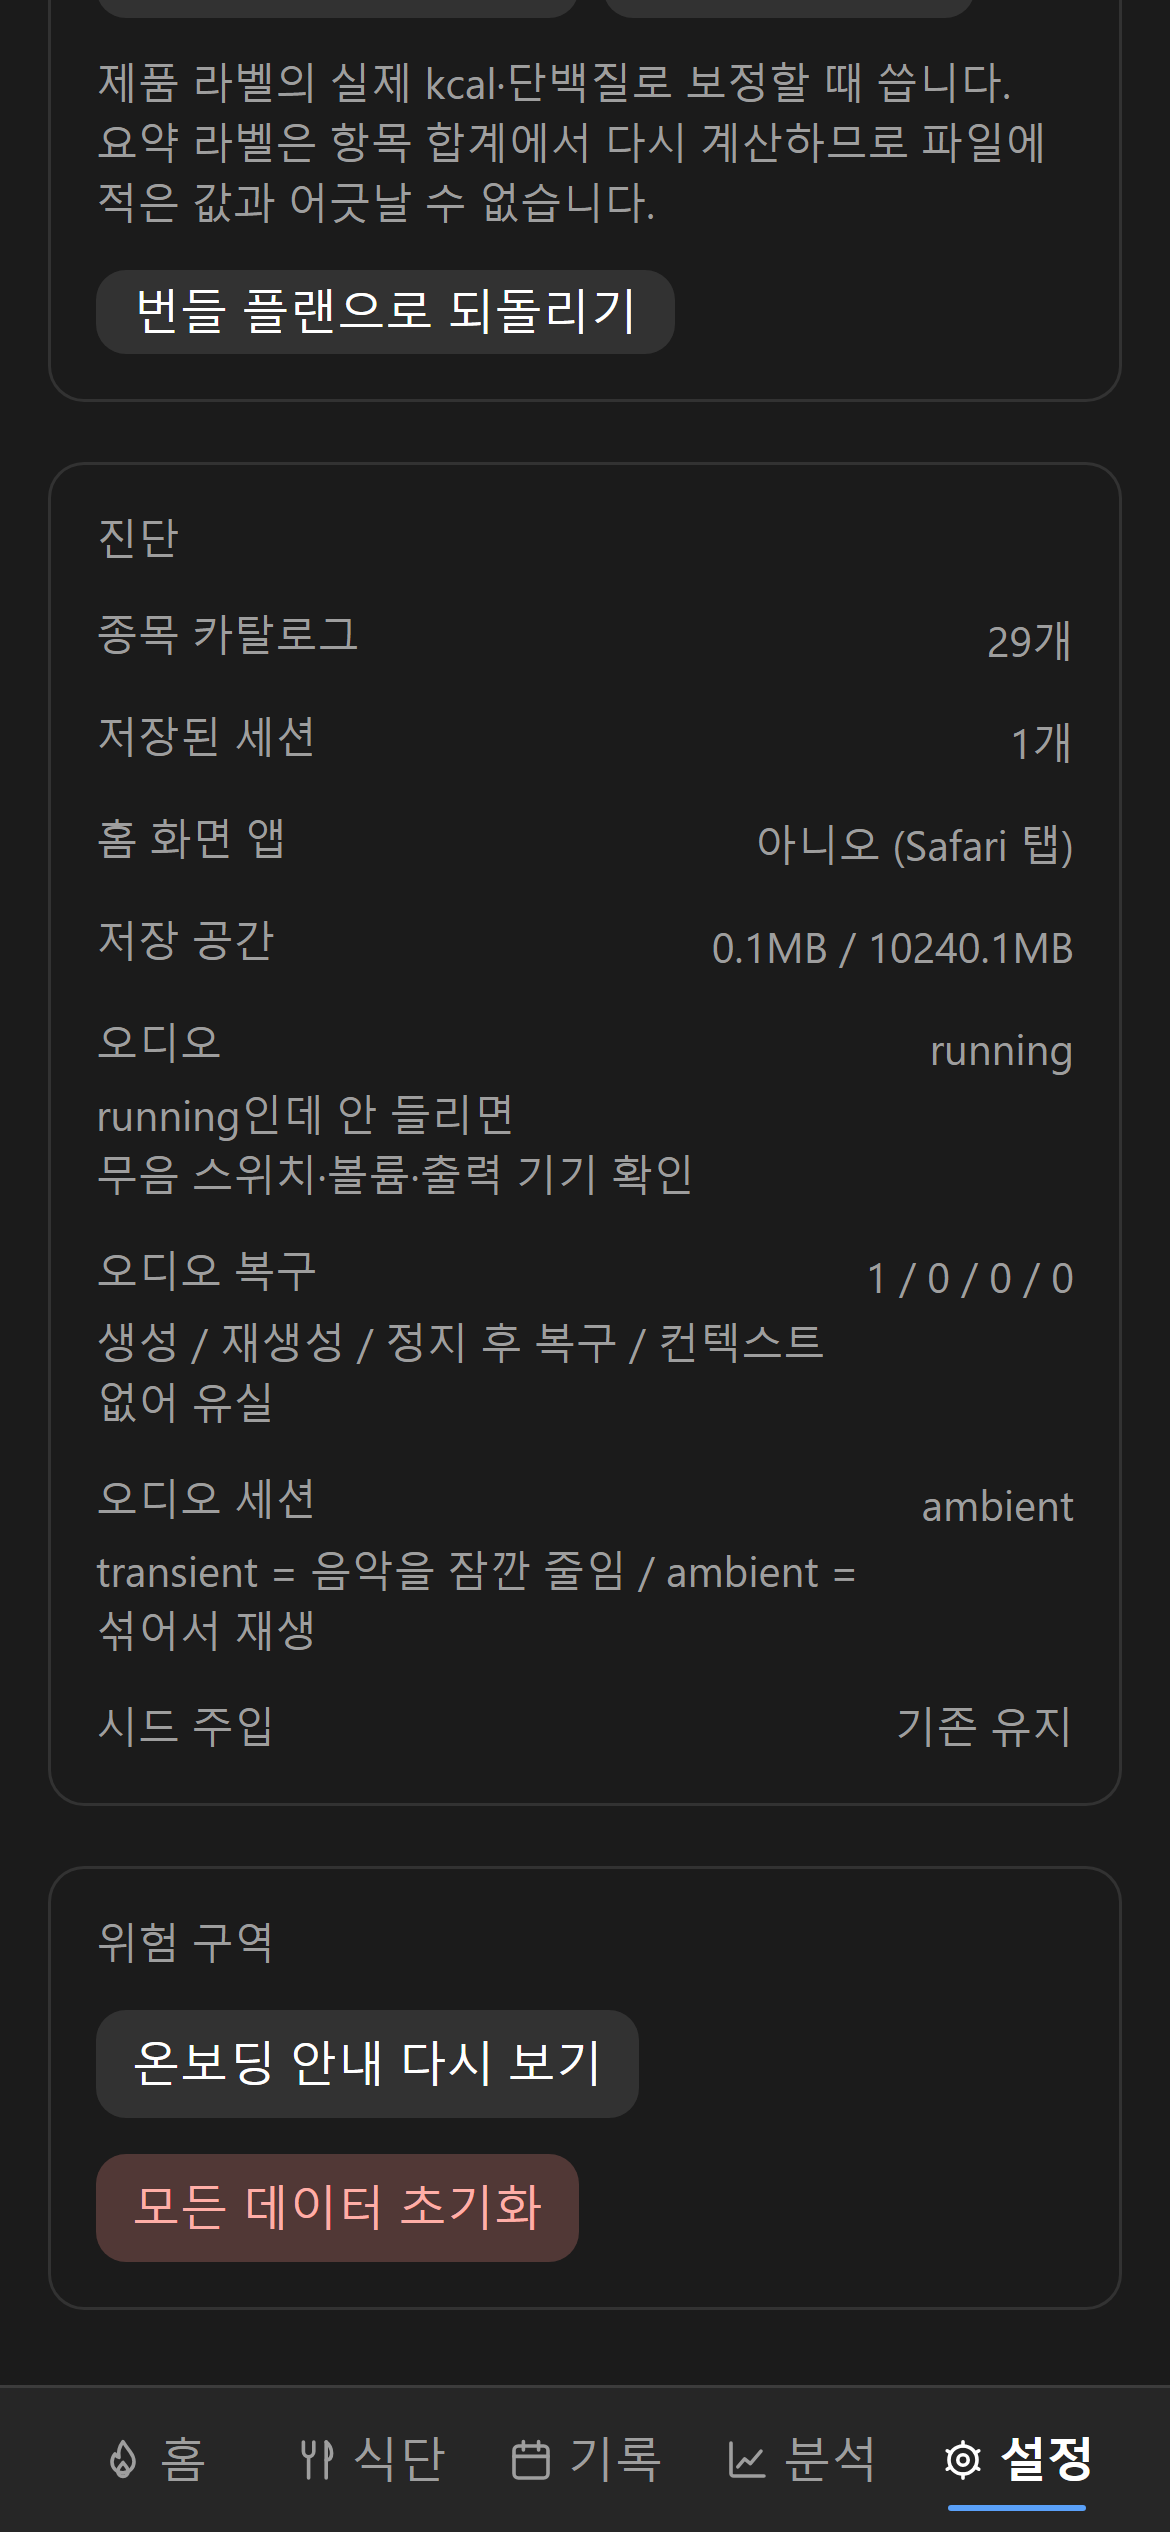 제품 라벨의 실제 kcal·단백질로 보정할 때 씁니다.
요약 라벨은 항목 합계에서 다시 계산하므로 파일에
적은 값과 어긋날 수 없습니다.
번들 플랜으로 되돌리기
진단
종목 카탈로그 29개
저장된 세션 1개
홈 화면 앱 아니오 (Safari 탭)
저장 공간 0.1MB / 10240.1MB
오디오 running
running인데 안 들리면
무음 스위치·볼륨·출력 기기 확인
오디오 복구 1 / 0 / 0 / 0
생성 / 재생성 / 정지 후 복구 / 컨텍스트
없어 유실
오디오 세션 ambient
transient = 음악을 잠깐 줄임 / ambient =
섞어서 재생
시드 주입 기존 유지
위험 구역
온보딩 안내 다시 보기
모든 데이터 초기화
홈 식단 기록 분석 설정